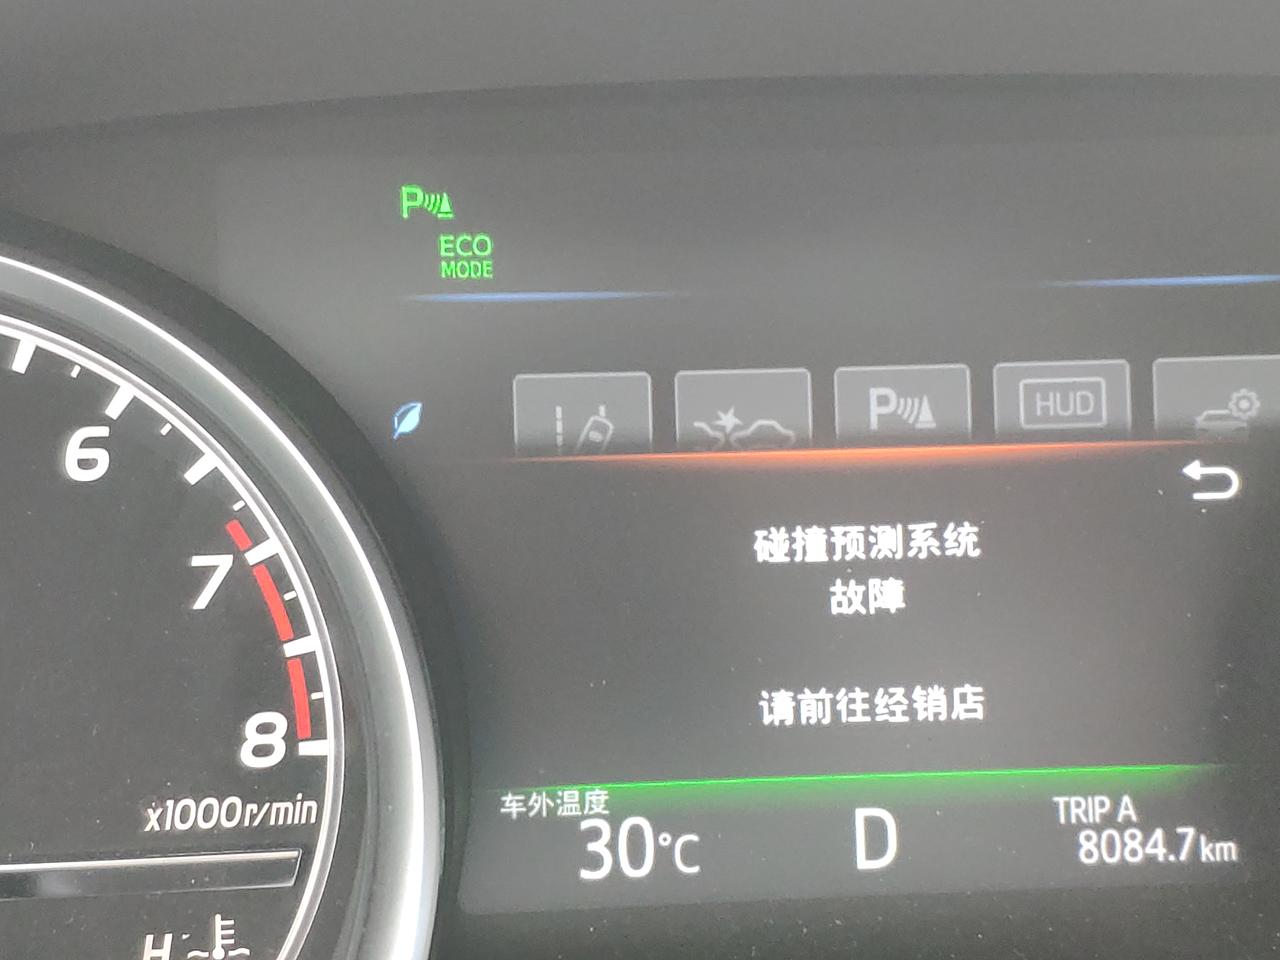 P
ECO
MODE
P
HUD
6
碰撞预测系统
故障
7
请前往经销店
8
x1000r/min
车外温度
30°C
D
TRIP A
8084.7km
H